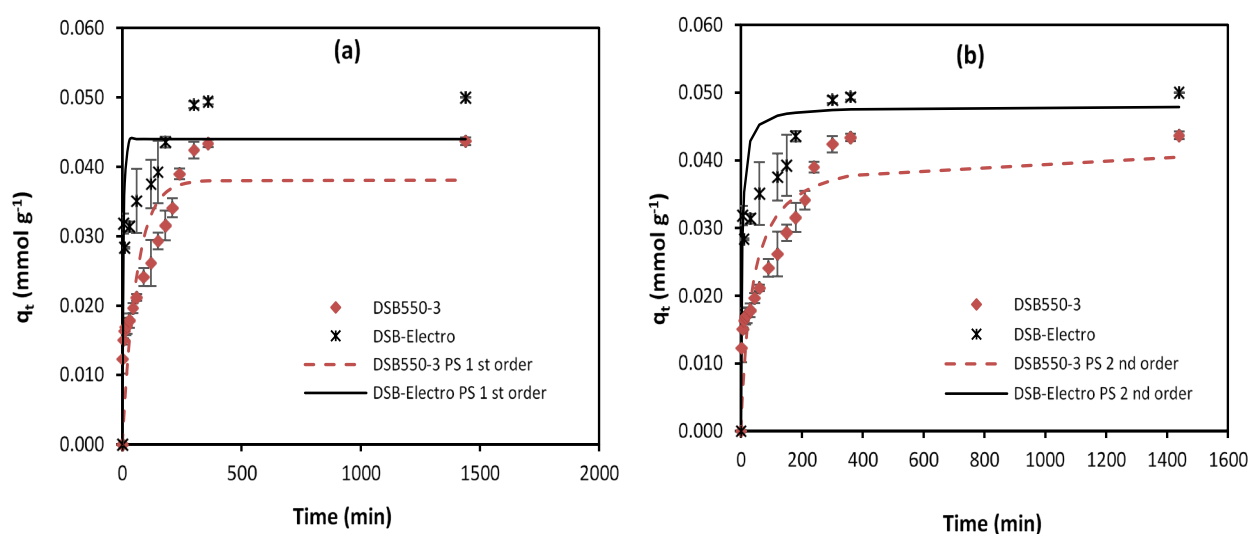 (a)
0.060
0.050
0.040
0.030
0.020
0.010
0.000
qt (mmol g-1)
0 500 1000 1500 2000
Time (min)
DSB550-3
DSB-Electro
DSB550-3 PS 1 st order
DSB-Electro PS 1 st order
(b)
0.060
0.050
0.040
0.030
0.020
0.010
0.000
qt (mmol g-1)
0 200 400 600 800 1000 1200 1400 1600
Time (min)
DSB550-3
DSB-Electro
DSB550-3 PS 2 nd order
DSB-Electro PS 2 nd order